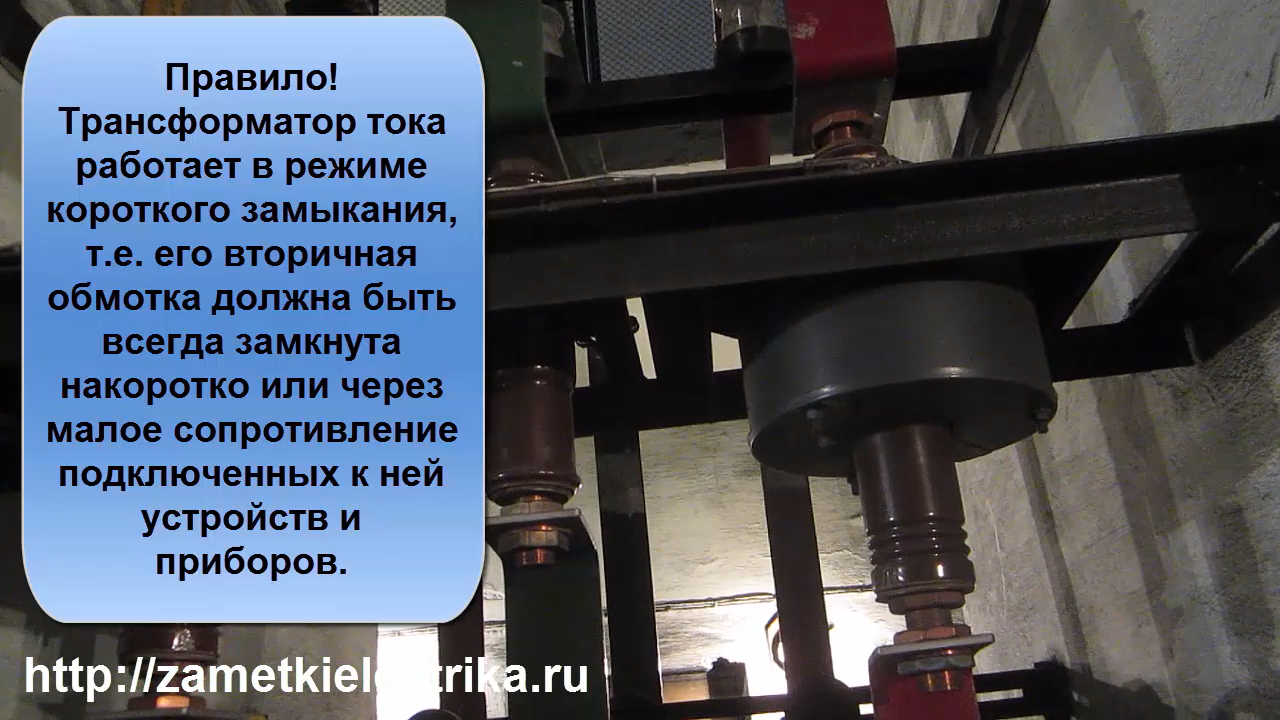 Правило!
Трансформатор тока
работает в режиме
короткого замыкания,
т.е. его вторичная
обмотка должна быть
всегда замкнута
накоротко или через
малое сопротивление
подключенных к ней
устройств и
приборов.
http://zametkielectrika.ru